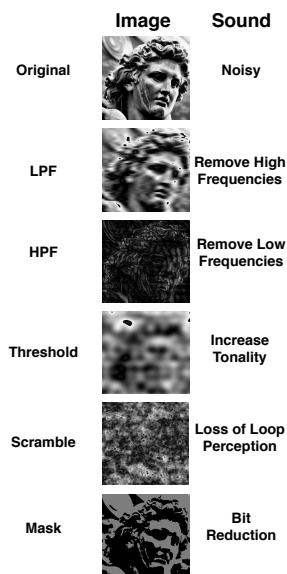 Image Sound
Original Noisy
LPF Remove High
Frequencies
HPF Remove Low
Frequencies
Threshold Increase
Tonality
Scramble Loss of Loop
Perception
Mask Bit
Reduction